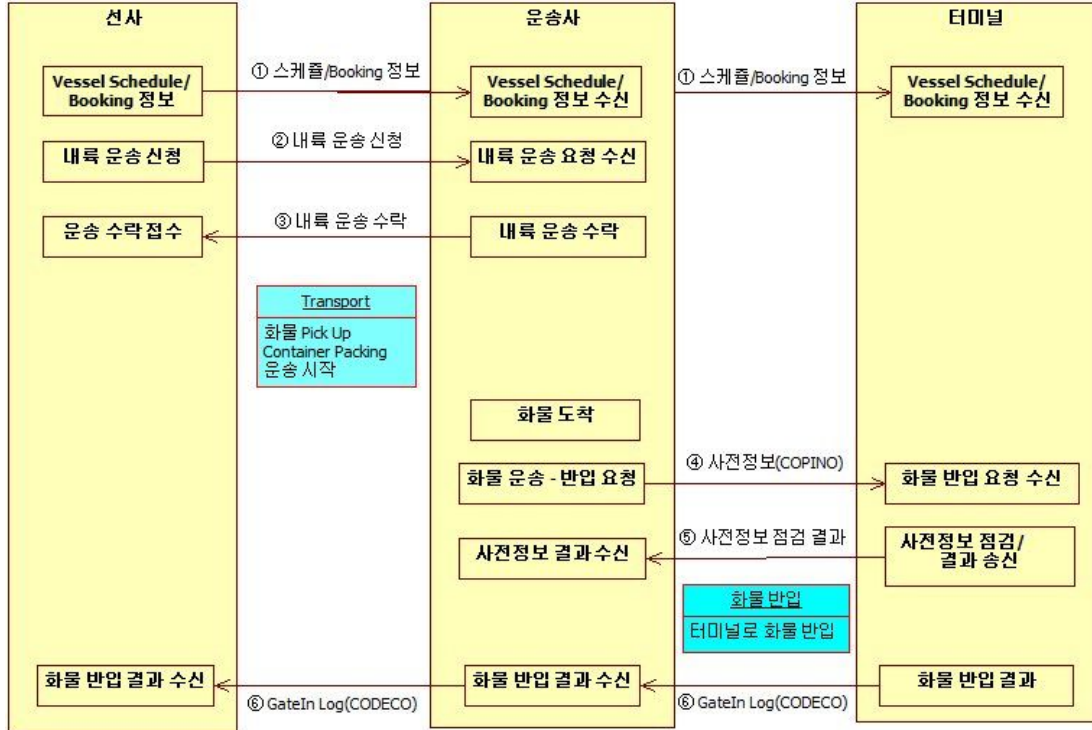 선사
운송사
터미널
Vessel Schedule/
Booking 정보
① 스케쥴/Booking 정보
Vessel Schedule/
Booking 정보 수신
① 스케쥴/Booking 정보
Vessel Schedule/
Booking 정보 수신
내륙 운송 신청
② 내륙 운송 신청
내륙 운송 요청 수신
운송 수락 접수
③ 내륙 운송 수락
내륙 운송 수락
Transport
화물 Pick Up
Container Packing
운송 시작
화물 도착
화물 운송 - 반입 요청
④ 사전정보(COPINO)
화물 반입 요청 수신
사전정보 결과 수신
⑤ 사전정보 점검 결과
사전정보 점검/
결과 송신
화물 반입
터미널로 화물 반입
화물 반입 결과 수신
⑥ GateIn Log(CODECO)
화물 반입 결과 수신
⑥ GateIn Log(CODECO)
화물 반입 결과